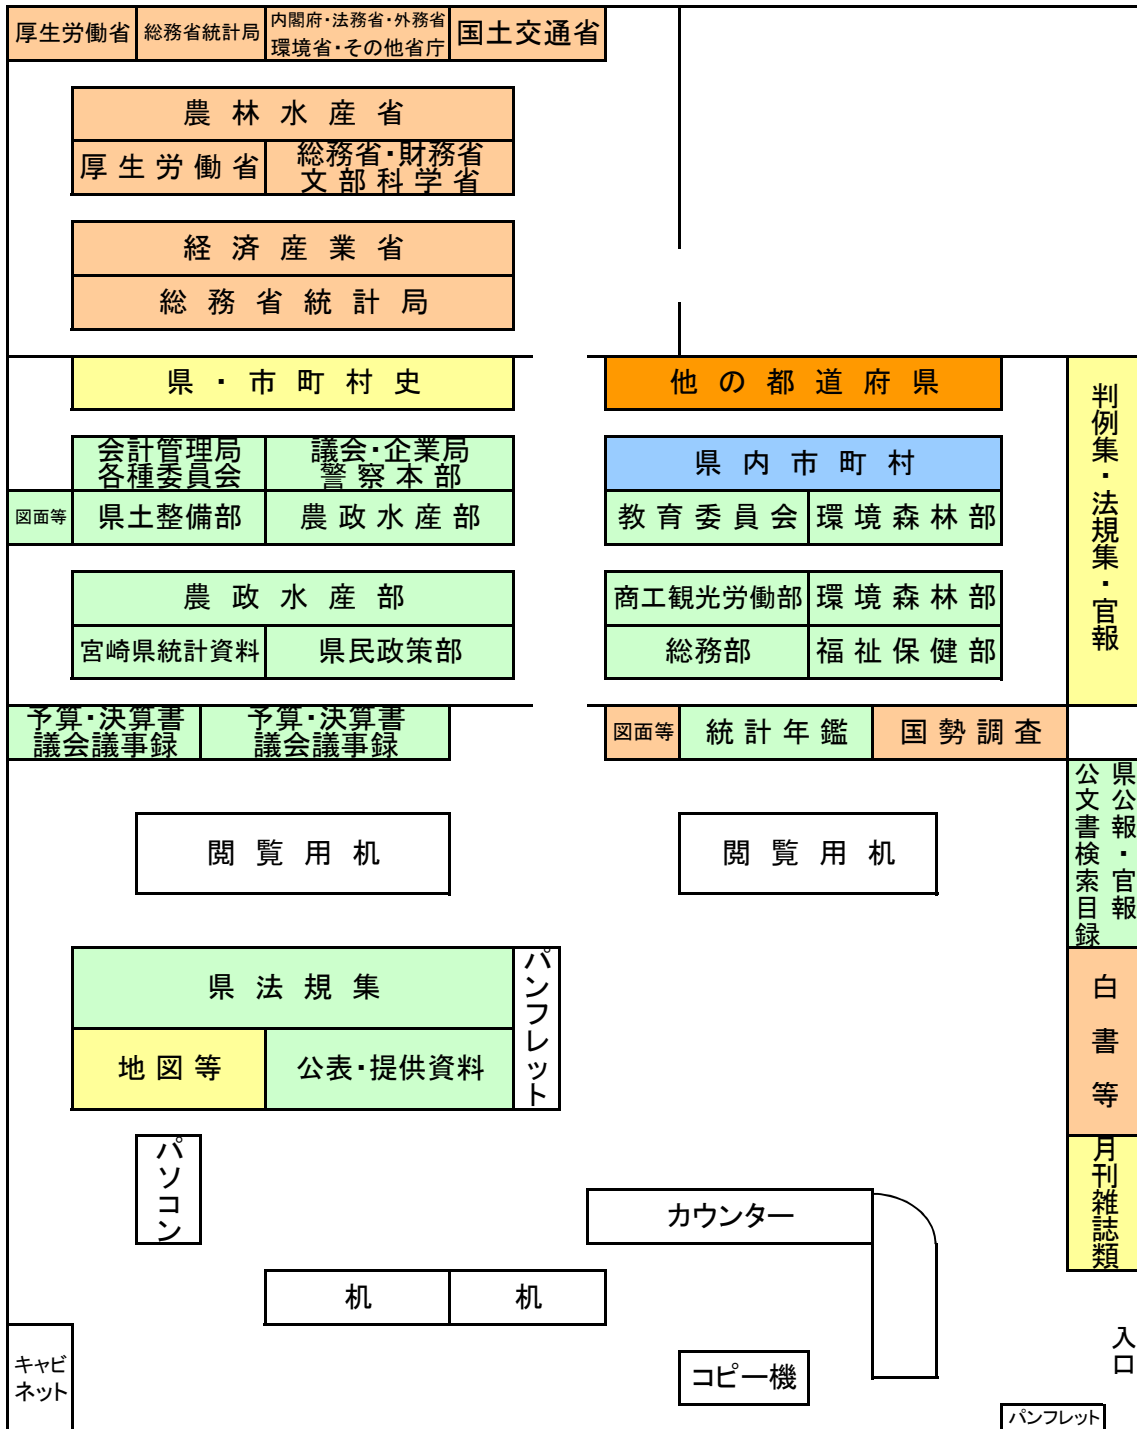 厚生労働省
総務省統計局
内閣府・法務省・外務省
環境省・その他省庁
国土交通省
農林水産省
厚生労働省
総務省・財務省
文部科学省
経済産業省
総務省統計局
県・市町村史
他の都道府県
判例集・法規集・官報
会計管理局
各種委員会
議会・企業局
警察本部
県内市町村
図面等
県土整備部
農政水産部
教育委員会
環境森林部
農政水産部
商工観光労働部
環境森林部
宮崎県統計資料
県民政策部
総務部
福祉保健部
予算・決算書
議会議事録
予算・決算書
議会議事録
図面等
統計年鑑
国勢調査
県公報・官報
公文書検索目録
閲覧用机
閲覧用机
県法規集
パンフレット
白書等
地図等
公表・提供資料
パソコン
月刊雑誌類
カウンター
机
机
入口
キャビ
ネット
コピー機
パンフレット